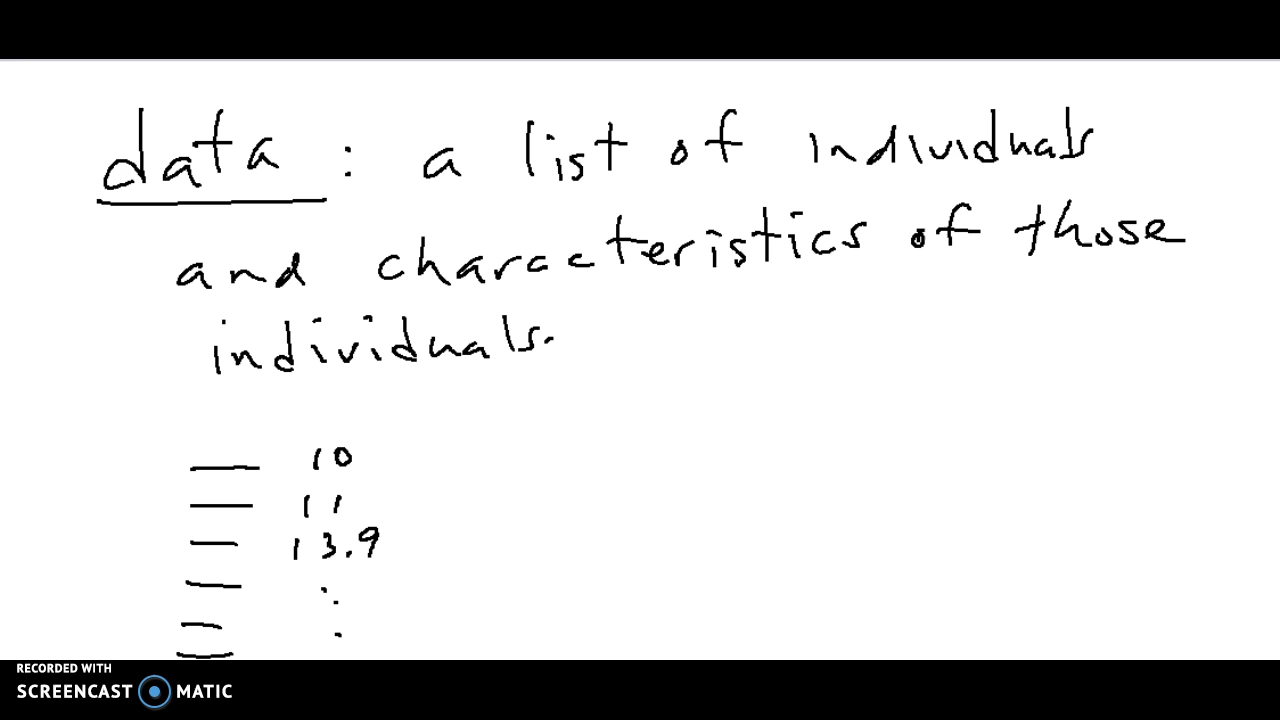 data : a list of individuals
and characteristics of those
individuals.
— 10
— 11
— 13.9
RECORDED WITH
SCREENCAST MATIC